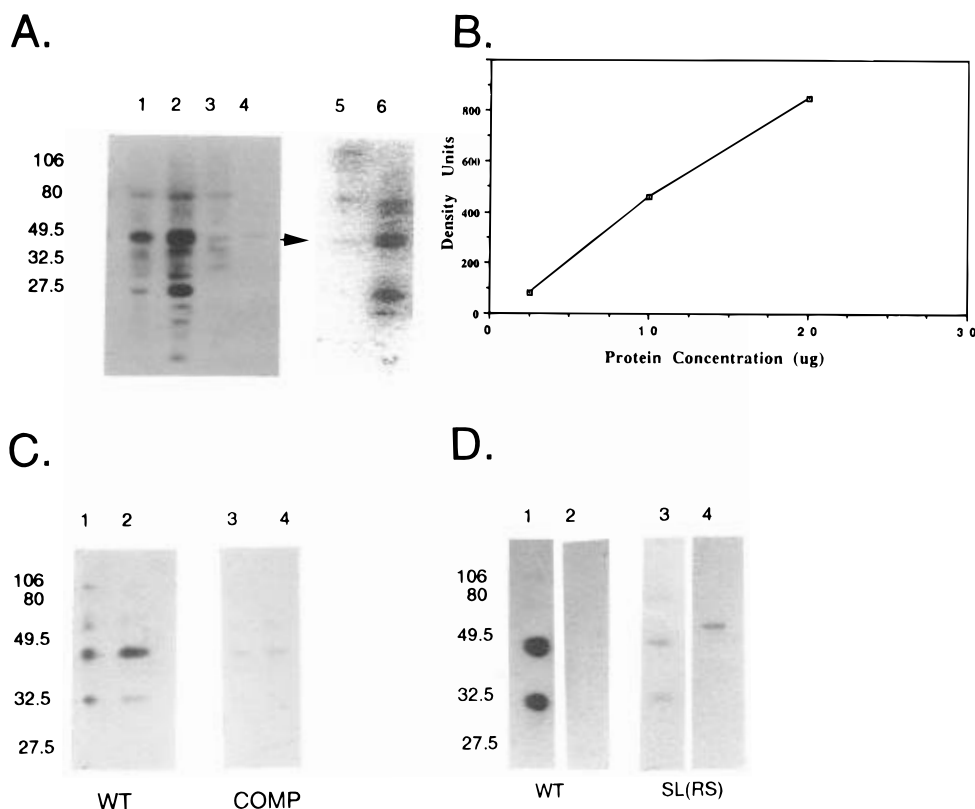 A.
1 2 3 4 5 6
106
80
49.5
32.5
27.5
B.
Density Units
800
600
400
200
0
0 10 20 30
Protein Concentration (ug)
C.
1 2 3 4
106
80
49.5
32.5
27.5
WT COMP
D.
1 2 3 4
106
80
49.5
32.5
27.5
WT SL(RS)